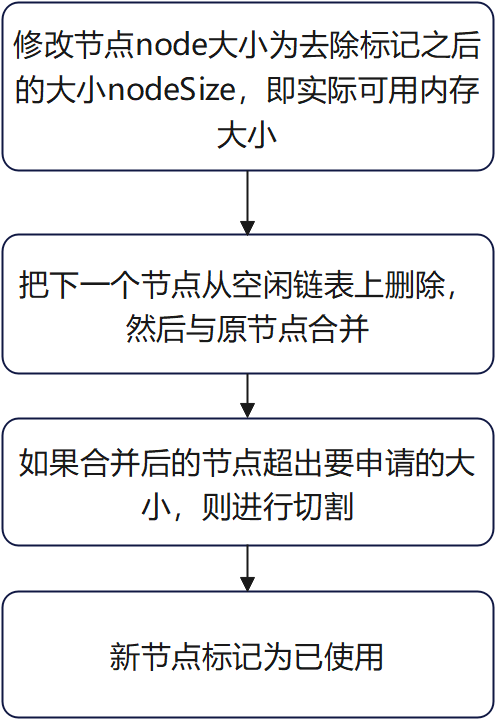 修改节点node大小为去除标记之后
的大小nodeSize，即实际可用内存
大小
把下一个节点从空闲链表上删除，
然后与原节点合并
如果合并后的节点超出要申请的大
小，则进行切割
新节点标记为已使用